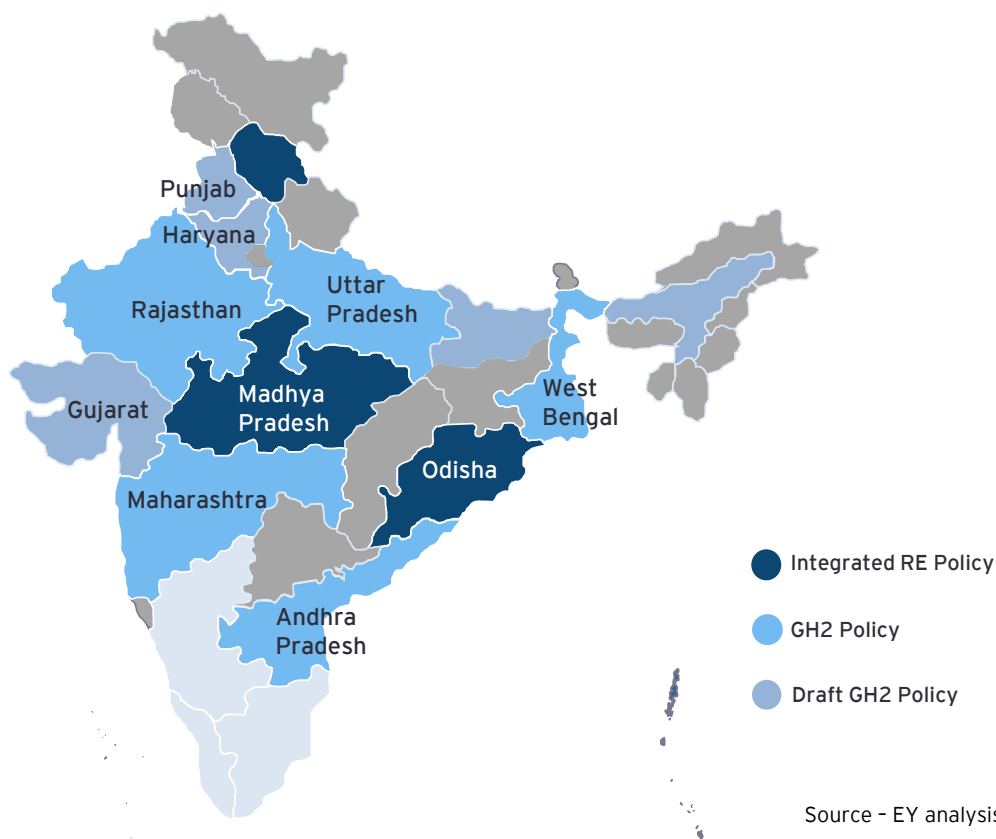 Punjab
Haryana
Uttar
Pradesh
Rajasthan
Madhya
Pradesh
West
Bengal
Gujarat
Odisha
Maharashtra
Integrated RE Policy
Andhra
Pradesh
GH2 Policy
Draft GH2 Policy
Source - EY analysis